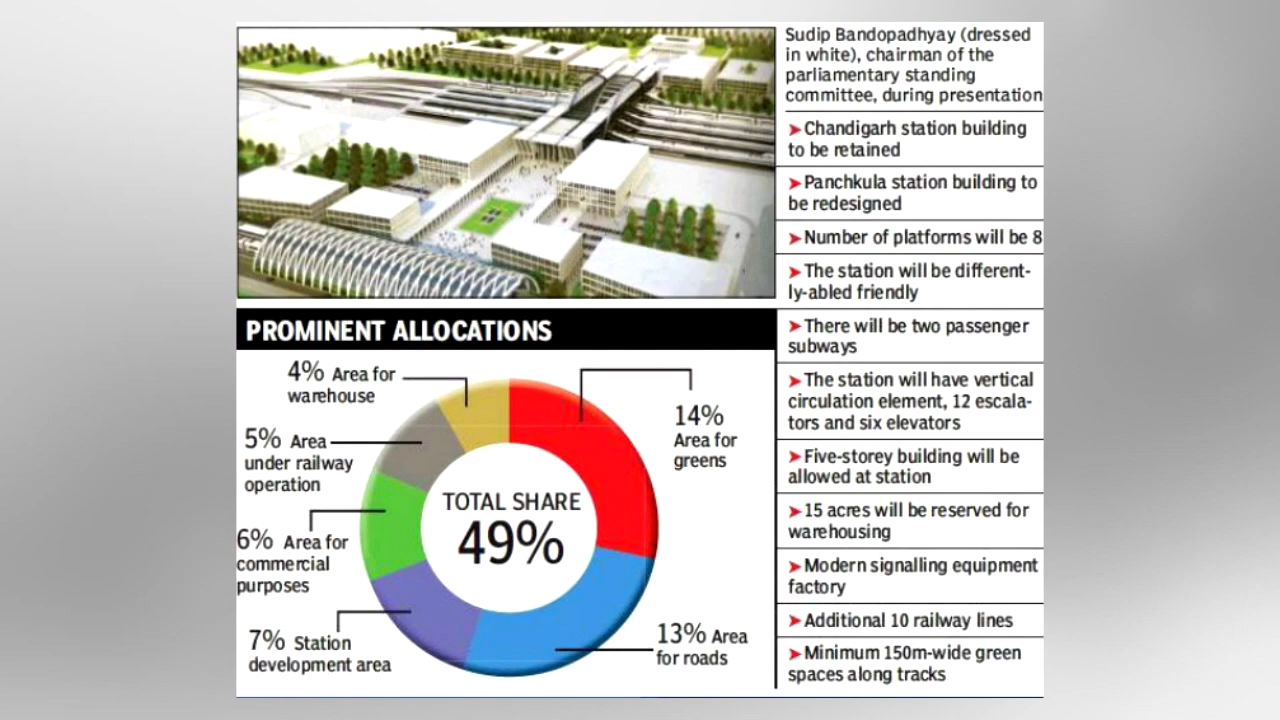 Sudip Bandopadhyay (dressed
in white), chairman of the
parliamentary standing
committee, during presentation
➤Chandigarh station building
to be retained
➤Panchkula station building to
be redesigned
➤Number of platforms will be 8
➤The station will be different-
ly-abled friendly
➤There will be two passenger
subways
➤The station will have vertical
circulation element, 12 escala-
tors and six elevators
➤Five-storey building will be
allowed at station
➤15 acres will be reserved for
warehousing
➤Modern signalling equipment
factory
➤Additional 10 railway lines
➤Minimum 150m-wide green
spaces along tracks
PROMINENT ALLOCATIONS
4% Area for
warehouse
5% Area
under railway
operation
6% Area for
commercial
purposes
7% Station
development area
14%
Area for
greens
13% Area
for roads
TOTAL SHARE
49%